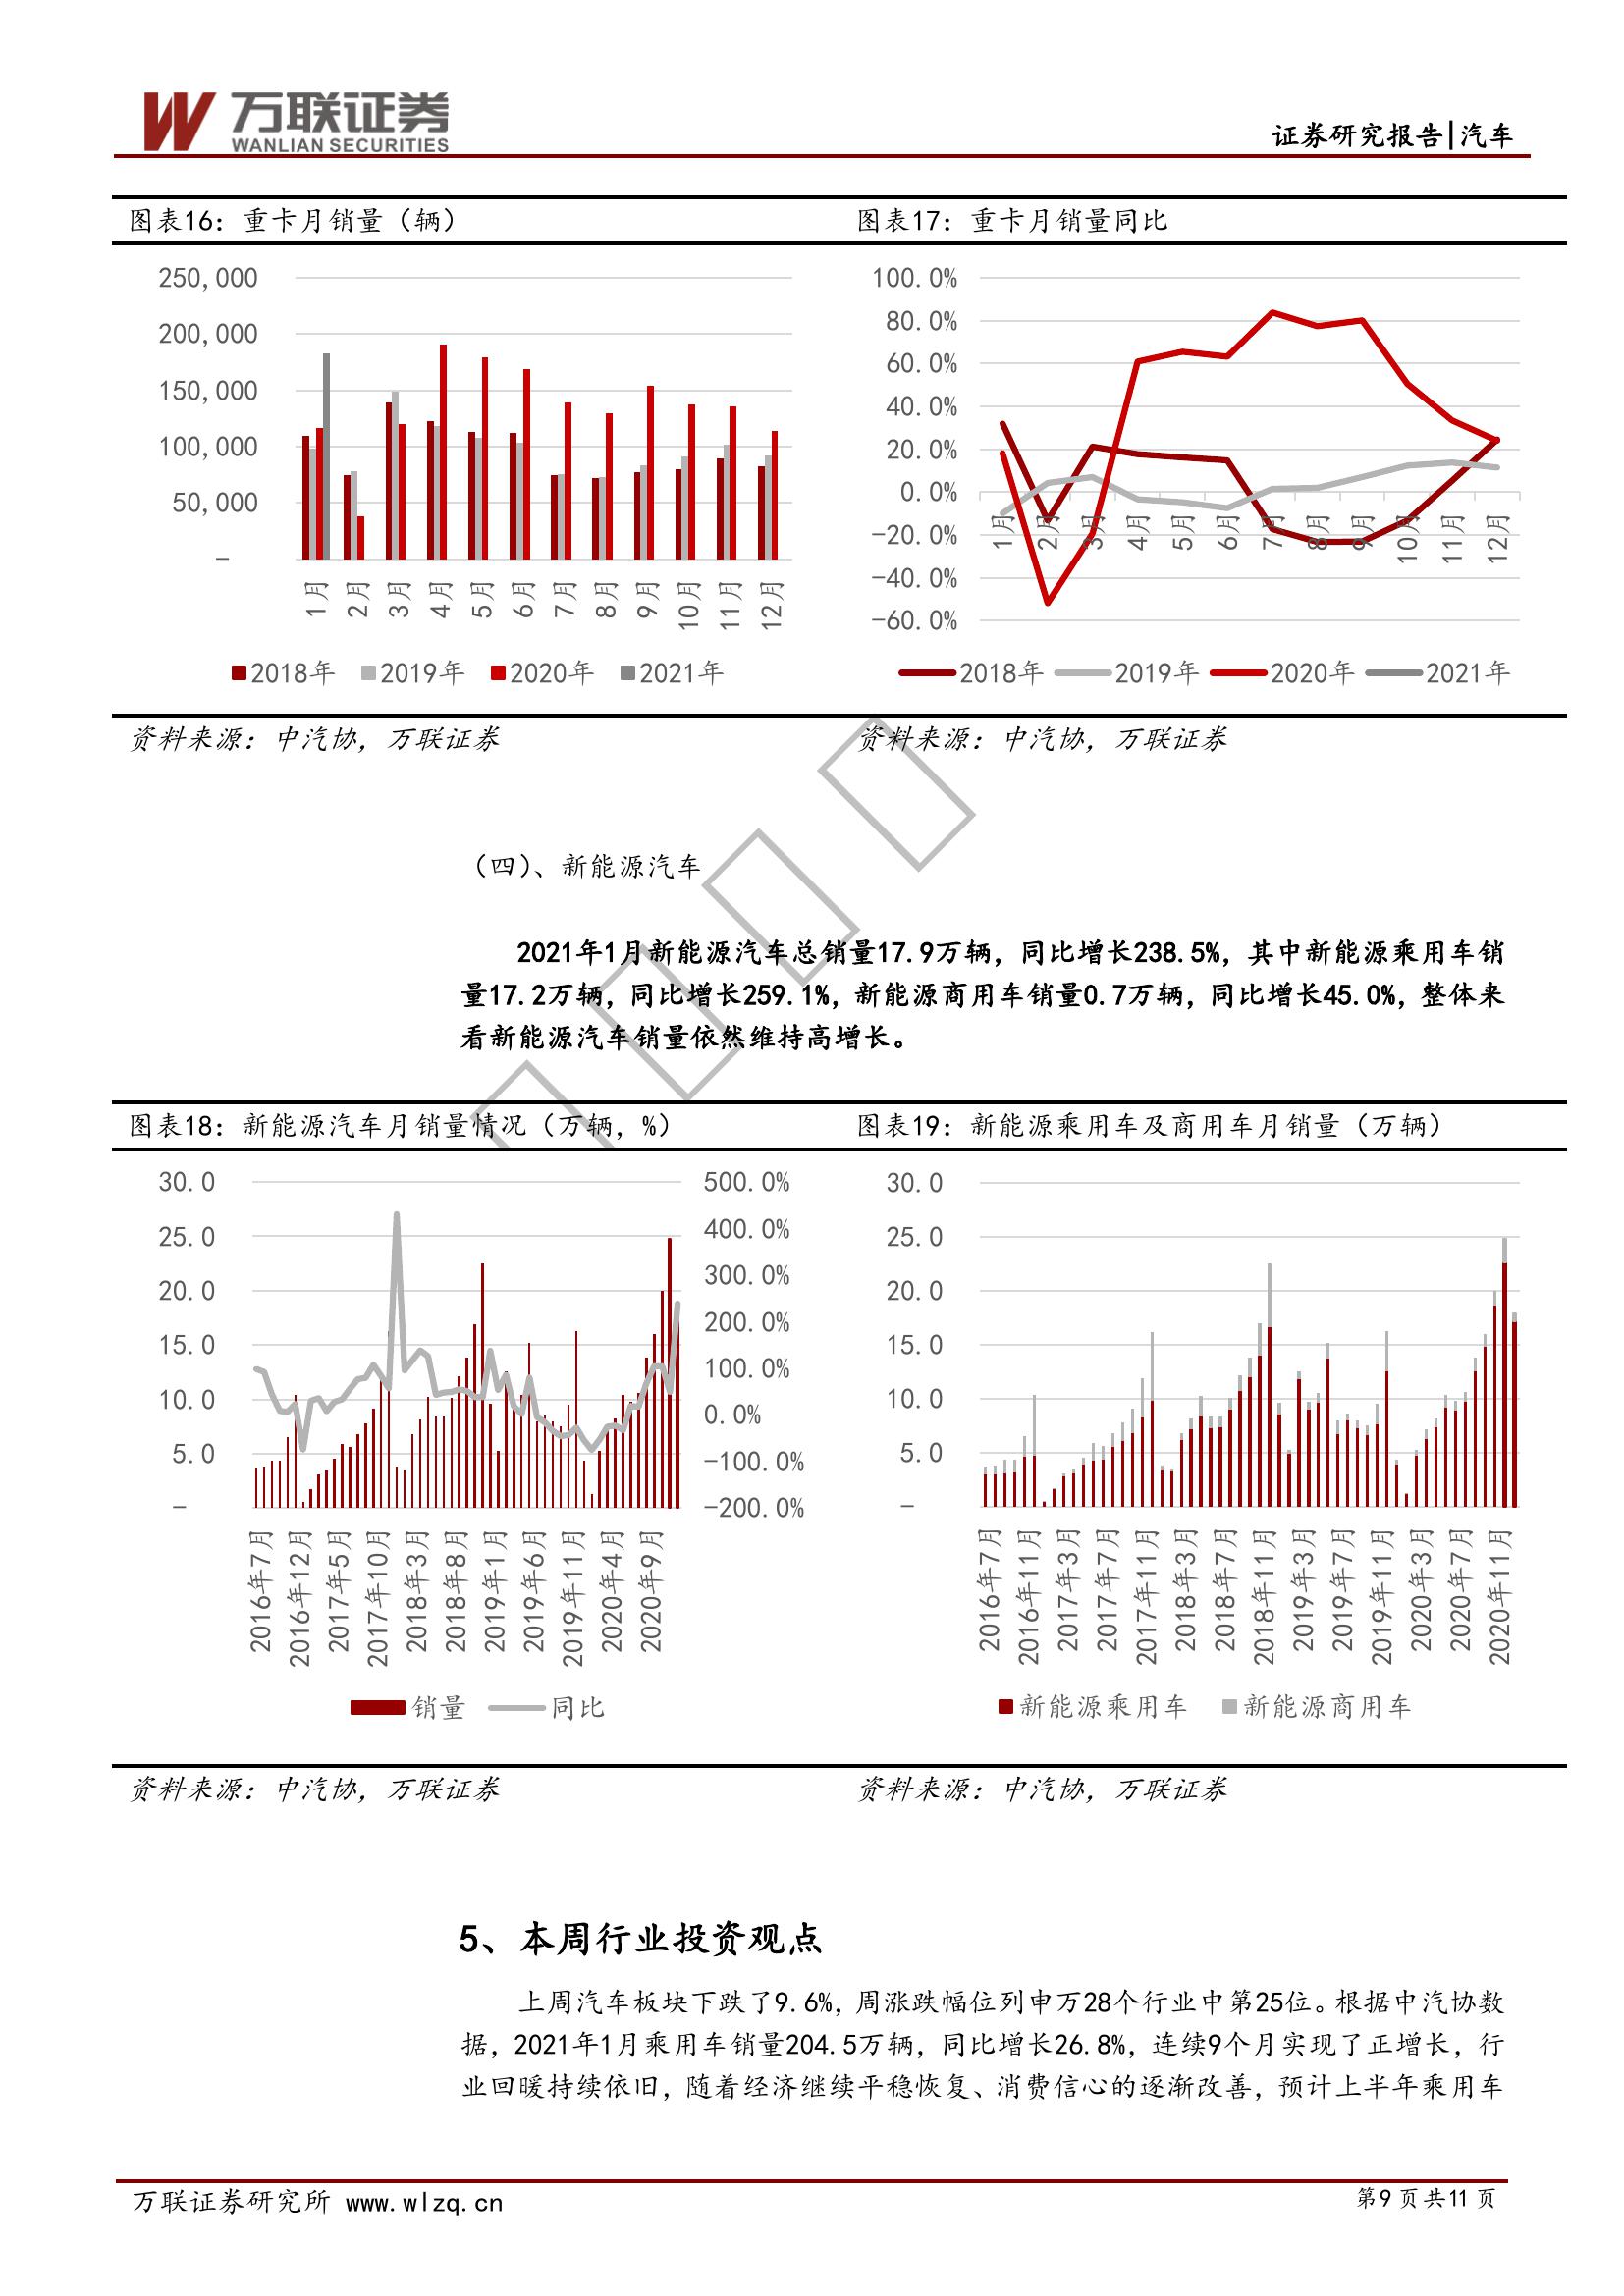 万联证券
WANLIAN SECURITIES
证券研究报告|汽车
图表16：重卡月销量（辆）
图表17：重卡月销量同比
250,000
200,000
150,000
100,000
50,000
-
1月 2月 3月 4月 5月 6月 7月 8月 9月 10月 11月 12月
2018年 2019年 2020年 2021年
100.0%
80.0%
60.0%
40.0%
20.0%
0.0%
-20.0%
-40.0%
-60.0%
1月 2月 3月 4月 5月 6月 7月 8月 9月 10月 11月 12月
2018年 2019年 2020年 2021年
资料来源：中汽协，万联证券
资料来源：中汽协，万联证券
（四）、新能源汽车
2021年1月新能源汽车总销量17.9万辆，同比增长238.5%，其中新能源乘用车销
量17.2万辆，同比增长259.1%，新能源商用车销量0.7万辆，同比增长45.0%，整体来
看新能源汽车销量依然维持高增长。
图表18：新能源汽车月销量情况（万辆，%）
图表19：新能源乘用车及商用车月销量（万辆）
30.0
25.0
20.0
15.0
10.0
5.0
-
500.0%
400.0%
300.0%
200.0%
100.0%
0.0%
-100.0%
-200.0%
2016年7月 2016年12月 2017年5月 2017年10月 2018年3月 2018年8月 2019年1月 2019年6月 2019年11月 2020年4月 2020年9月
销量 同比
30.0
25.0
20.0
15.0
10.0
5.0
-
2016年7月 2016年11月 2017年3月 2017年7月 2017年11月 2018年3月 2018年7月 2018年11月 2019年3月 2019年7月 2019年11月 2020年3月 2020年7月 2020年11月
新能源乘用车 新能源商用车
资料来源：中汽协，万联证券
资料来源：中汽协，万联证券
5、本周行业投资观点
上周汽车板块下跌了9.6%，周涨跌幅位列申万28个行业中第25位。根据中汽协数
据，2021年1月乘用车销量204.5万辆，同比增长26.8%，连续9个月实现了正增长，行
业回暖持续依旧，随着经济继续平稳恢复、消费信心的逐渐改善，预计上半年乘用车
万联证券研究所 www.wlzq.cn
第9页共11页